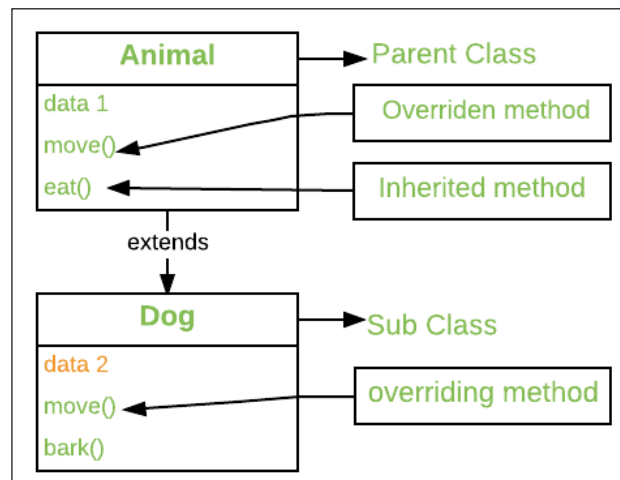 Animal
Parent Class
data 1
Overriden method
move()
eat()
Inherited method
extends
Dog
Sub Class
data 2
move()
overriding method
bark()